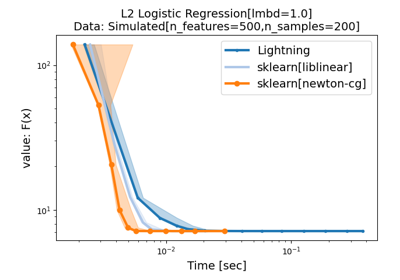 L2 Logistic Regression[lmbd=1.0]
Data: Simulated[n_features=500,n_samples=200]
Lightning
sklearn[liblinear]
sklearn[newton-cg]
value: F(x)
10²
10¹
10⁻²
10⁻¹
Time [sec]